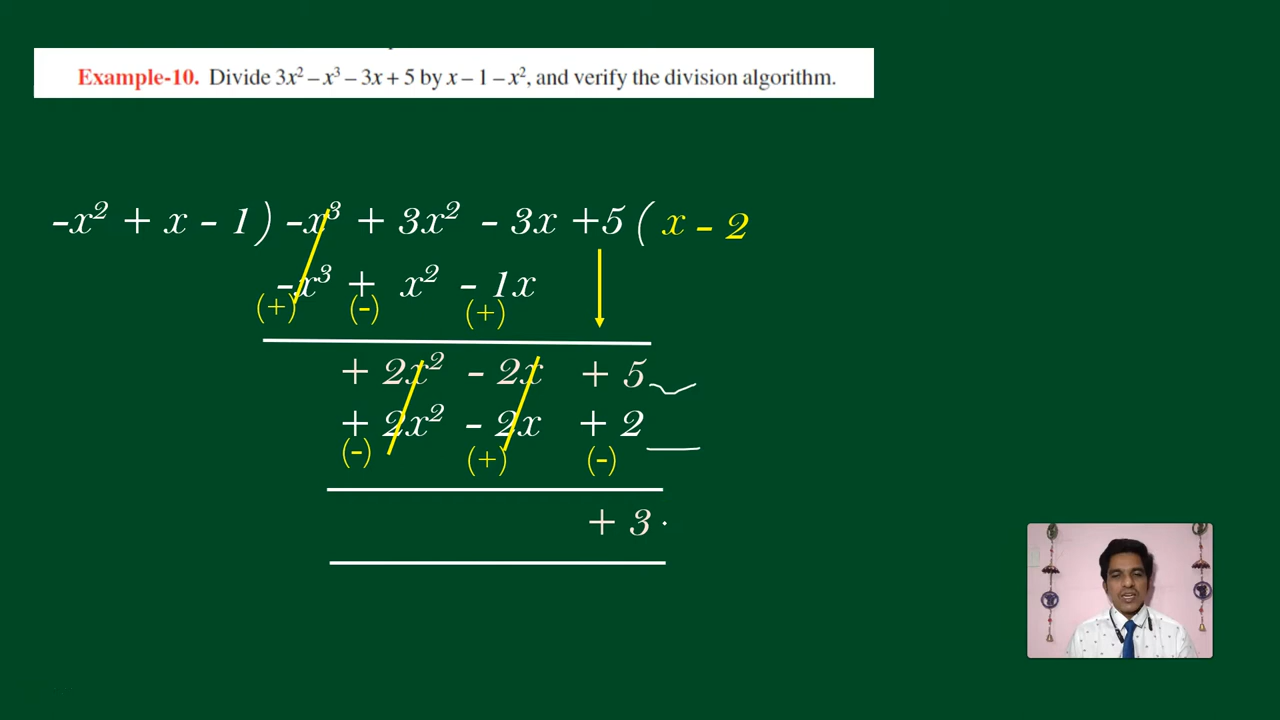 Example-10. Divide 3x² – x³ – 3x + 5 by x – 1 – x², and verify the division algorithm.
-x² + x - 1 ) -x³ + 3x² - 3x +5 ( x - 2
-x³ + x² - 1x
(+) (-) (+)
+ 2x² - 2x + 5
+ 2x² - 2x + 2
(-) (+) (-)
+ 3